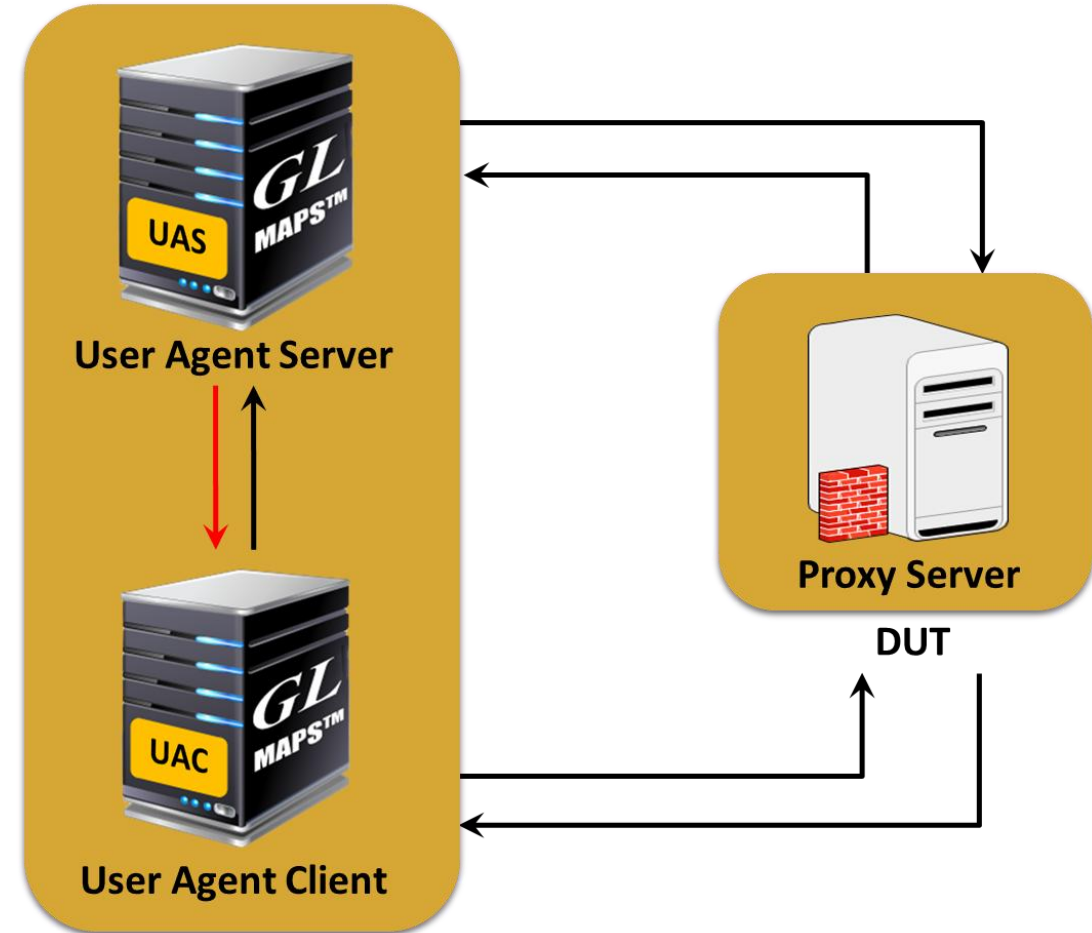 GL
MAPS™
UAS
User Agent Server
Proxy Server
DUT
GL
MAPS™
UAC
User Agent Client